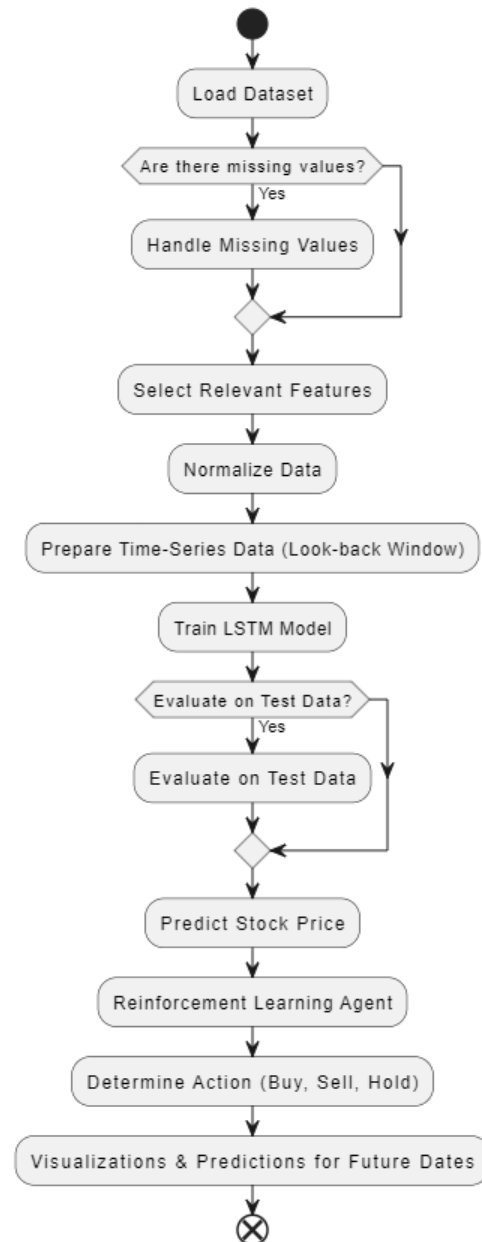 Load Dataset
Are there missing values?
Yes
Handle Missing Values
Select Relevant Features
Normalize Data
Prepare Time-Series Data (Look-back Window)
Train LSTM Model
Evaluate on Test Data?
Yes
Evaluate on Test Data
Predict Stock Price
Reinforcement Learning Agent
Determine Action (Buy, Sell, Hold)
Visualizations & Predictions for Future Dates